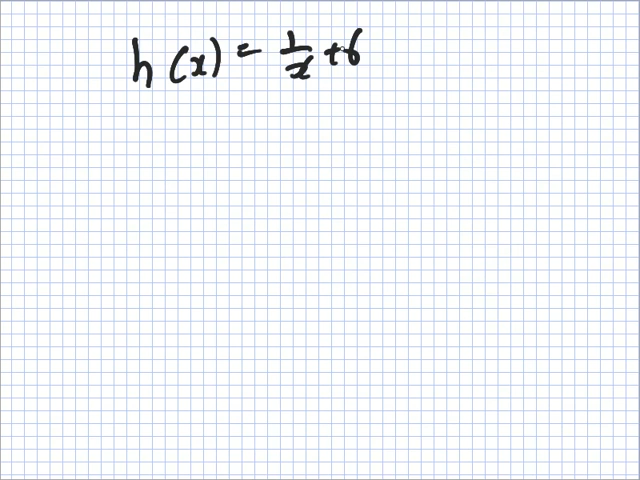 h(x) = 1/x + 6